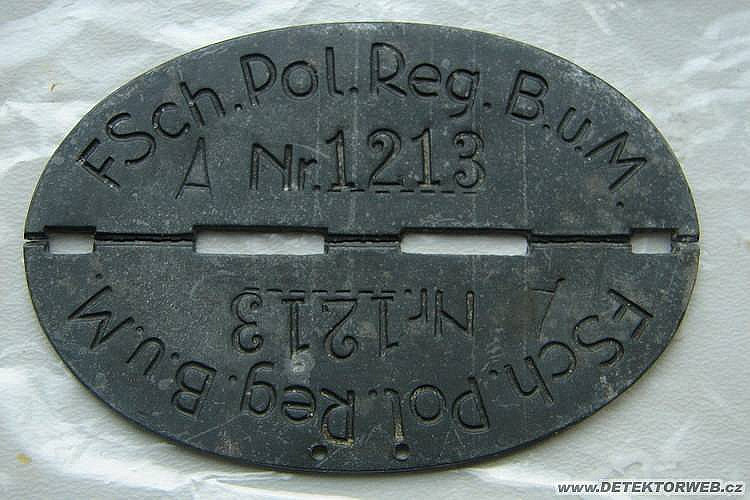 FSch.Pol.Reg.B.u.M.
A Nr.1213
A Nr.1213
FSch.Pol.Reg.B.u.M.
www.DETEKTORWEB.cz